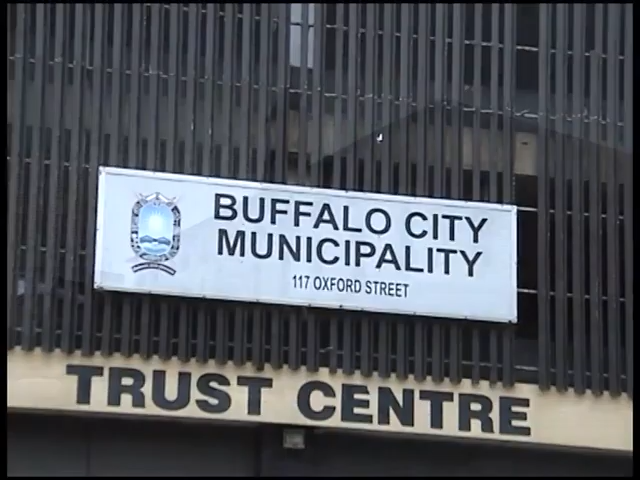 BUFFALO CITY
MUNICIPALITY
117 OXFORD STREET
TRUST CENTRE